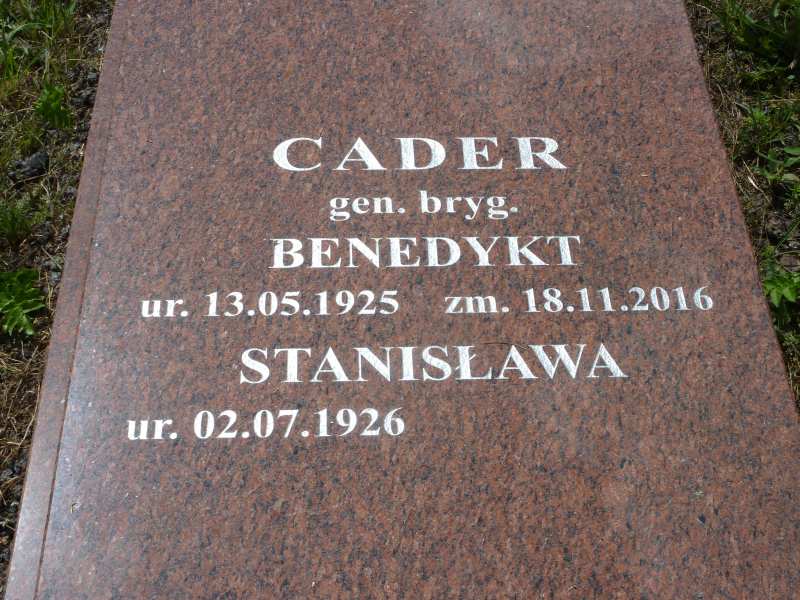 CADER
gen. bryg.
BENEDYKT
ur. 13.05.1925 zm. 18.11.2016
STANISŁAWA
ur. 02.07.1926